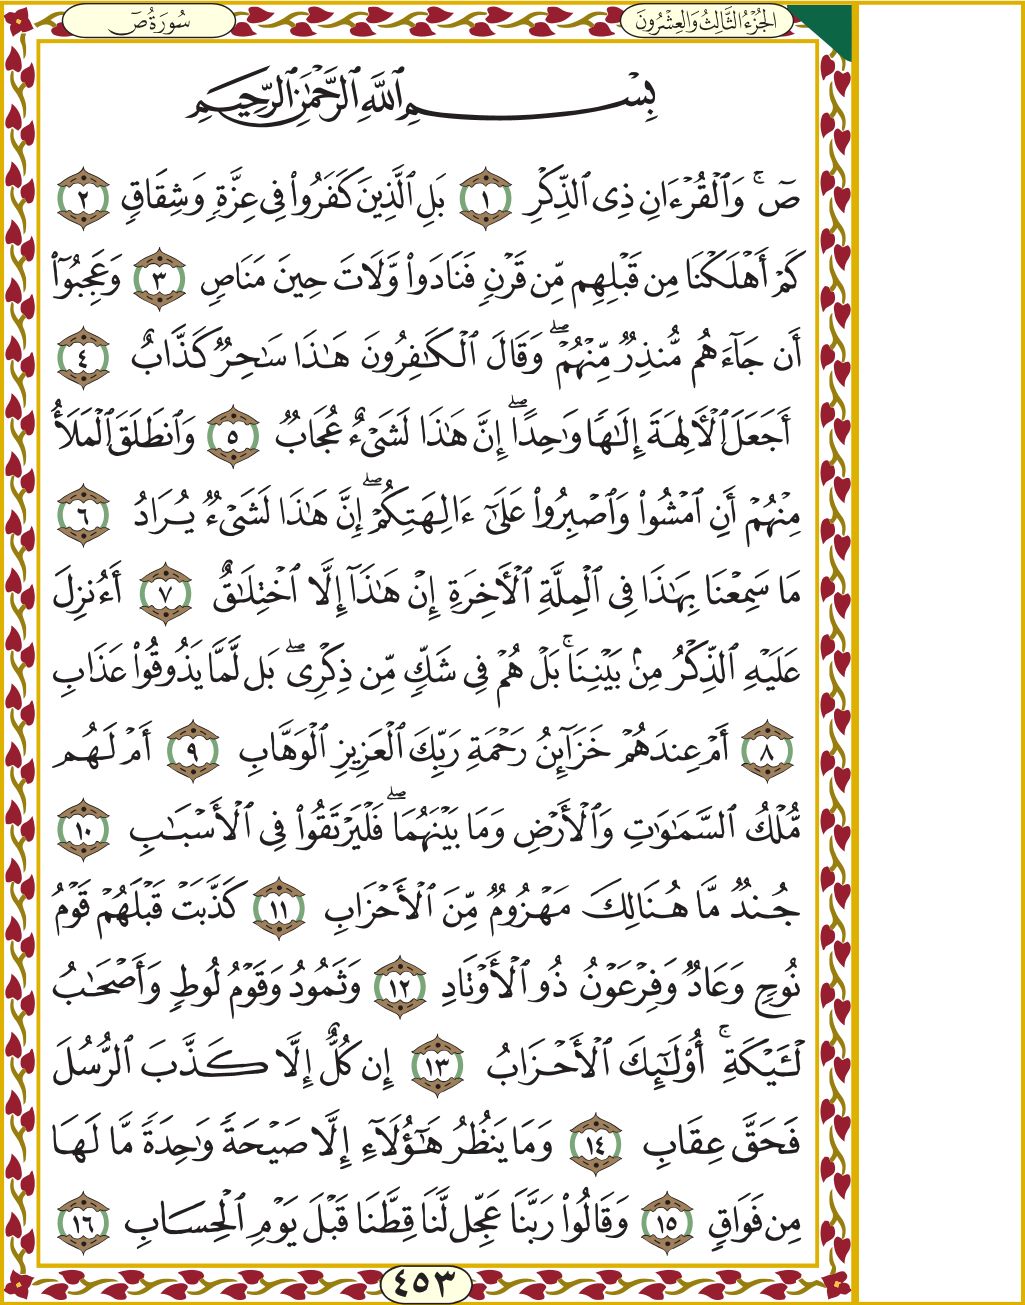 الجُزْءُ الثَّالِثُ وَالعِشْرُونَ
سُورَةُ صٓ
بِسْمِ ٱللَّهِ ٱلرَّحْمَٰنِ ٱلرَّحِيمِ
صٓۚ وَٱلْقُرْءَانِ ذِى ٱلذِّكْرِ ١ بَلِ ٱلَّذِينَ كَفَرُوا۟ فِى عِزَّةٍ وَشِقَاقٍ ٢
كَمْ أَهْلَكْنَا مِن قَبْلِهِم مِّن قَرْنٍ فَنَادَوا۟ وَّلَاتَ حِينَ مَنَاصٍ ٣ وَعَجِبُوٓا۟
أَن جَآءَهُم مُّنذِرٌ مِّنْهُمْۖ وَقَالَ ٱلْكَٰفِرُونَ هَٰذَا سَٰحِرٌ كَذَّابٌ ٤
أَجَعَلَ ٱلْأَلِهَةَ إِلَٰهًا وَٰحِدًاۖ إِنَّ هَٰذَا لَشَىْءٌ عُجَابٌ ٥ وَٱنطَلَقَ ٱلْمَلَأُ
مِنْهُمْ أَنِ ٱمْشُوا۟ وَٱصْبِرُوا۟ عَلَىٰٓ ءَالِهَتِكُمْۖ إِنَّ هَٰذَا لَشَىْءٌ يُرَادُ ٦
مَا سَمِعْنَا بِهَٰذَا فِى ٱلْمِلَّةِ ٱلْأَخِرَةِ إِنْ هَٰذَآ إِلَّا ٱخْتِلَٰقٌ ٧ أَءُنزِلَ
عَلَيْهِ ٱلذِّكْرُ مِنۢ بَيْنِنَاۚ بَلْ هُمْ فِى شَكٍّ مِّن ذِكْرِىۖ بَل لَّمَّا يَذُوقُوا۟ عَذَابِ
٨ أَمْ عِندَهُمْ خَزَآئِنُ رَحْمَةِ رَبِّكَ ٱلْعَزِيزِ ٱلْوَهَّابِ ٩ أَمْ لَهُم
مُّلْكُ ٱلسَّمَٰوَٰتِ وَٱلْأَرْضِ وَمَا بَيْنَهُمَاۖ فَلْيَرْتَقُوا۟ فِى ٱلْأَسْبَٰبِ ١٠
جُندٌ مَّا هُنَالِكَ مَهْزُومٌ مِّنَ ٱلْأَحْزَابِ ١١ كَذَّبَتْ قَبْلَهُمْ قَوْمُ
نُوحٍ وَعَادٌ وَفِرْعَوْنُ ذُو ٱلْأَوْتَادِ ١٢ وَثَمُودُ وَقَوْمُ لُوطٍ وَأَصْحَٰبُ
لْـَٔيْكَةِۚ أُو۟لَٰٓئِكَ ٱلْأَحْزَابُ ١٣ إِن كُلٌّ إِلَّا كَذَّبَ ٱلرُّسُلَ
فَحَقَّ عِقَابِ ١٤ وَمَا يَنظُرُ هَٰٓؤُلَآءِ إِلَّا صَيْحَةً وَٰحِدَةً مَّا لَهَا
مِن فَوَاقٍ ١٥ وَقَالُوا۟ رَبَّنَا عَجِّل لَّنَا قِطَّنَا قَبْلَ يَوْمِ ٱلْحِسَابِ ١٦
٤٥٣